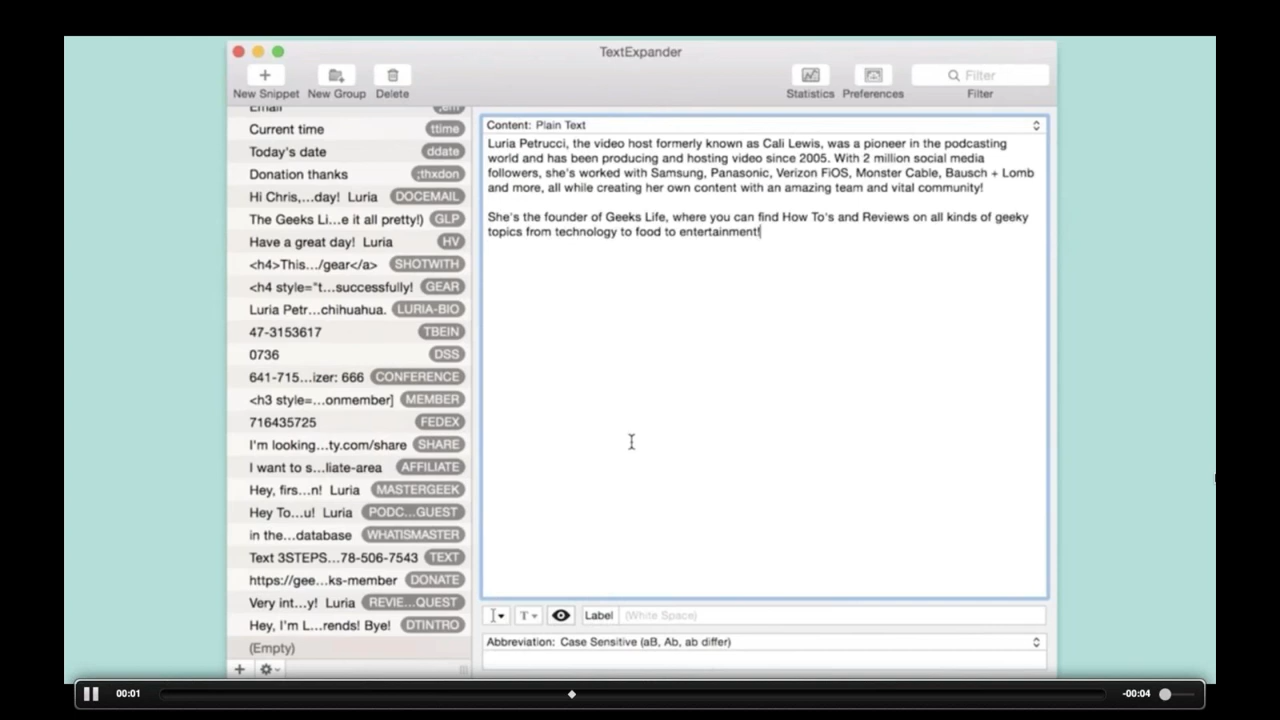 TextExpander
New Snippet New Group Delete Statistics Preferences Filter
Filter
Email ;em
Current time ttime
Today's date ddate
Donation thanks ;thxdon
Hi Chris,...day! Luria DOCEMAIL
The Geeks Li...e it all pretty!) GLP
Have a great day! Luria HV
<h4>This.../gear</a> SHOTWITH
<h4 style="t...successfully! GEAR
Luria Petr...chihuahua. LURIA-BIO
47-3153617 TBEIN
0736 DSS
641-715...izer: 666 CONFERENCE
<h3 style=...onmember] MEMBER
716435725 FEDEX
I'm looking...ty.com/share SHARE
I want to s...liate-area AFFILIATE
Hey, firs...n! Luria MASTERGEEK
Hey To...u! Luria PODC...GUEST
in the...database WHATISMASTER
Text 3STEPS...78-506-7543 TEXT
https://gee...ks-member DONATE
Very int...y! Luria REVIE...QUEST
Hey, I'm L...rends! Bye! DTINTRO
(Empty)
Content: Plain Text
Luria Petrucci, the video host formerly known as Cali Lewis, was a pioneer in the podcasting
world and has been producing and hosting video since 2005. With 2 million social media
followers, she's worked with Samsung, Panasonic, Verizon FiOS, Monster Cable, Bausch + Lomb
and more, all while creating her own content with an amazing team and vital community!
She's the founder of Geeks Life, where you can find How To's and Reviews on all kinds of geeky
topics from technology to food to entertainment!
Label (White Space)
Abbreviation: Case Sensitive (aB, Ab, ab differ)
00:01 -00:04